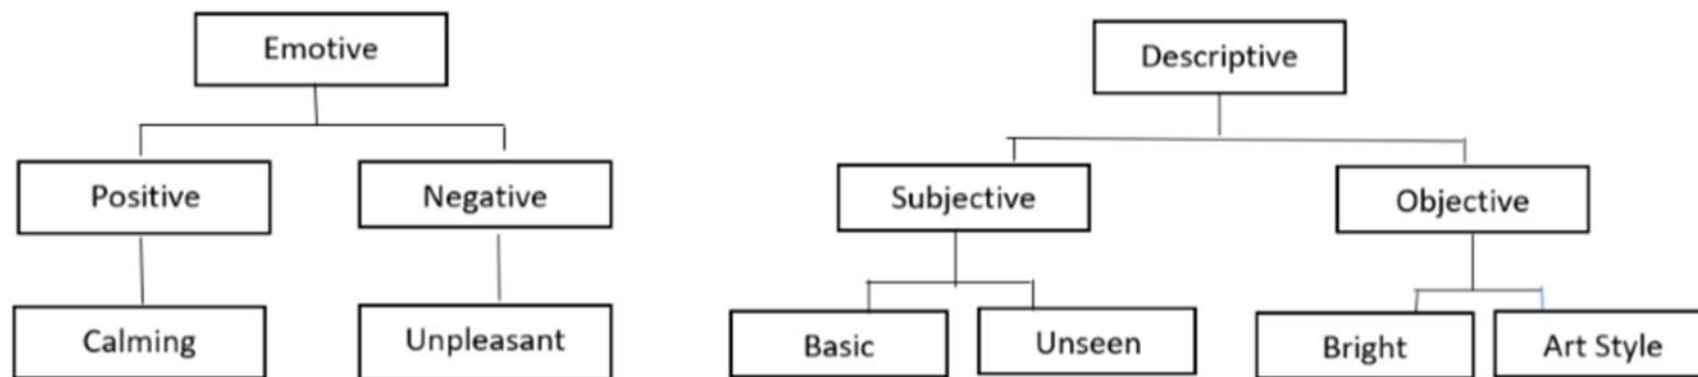 Emotive
Descriptive
Positive
Negative
Subjective
Objective
Calming
Unpleasant
Basic
Unseen
Bright
Art Style